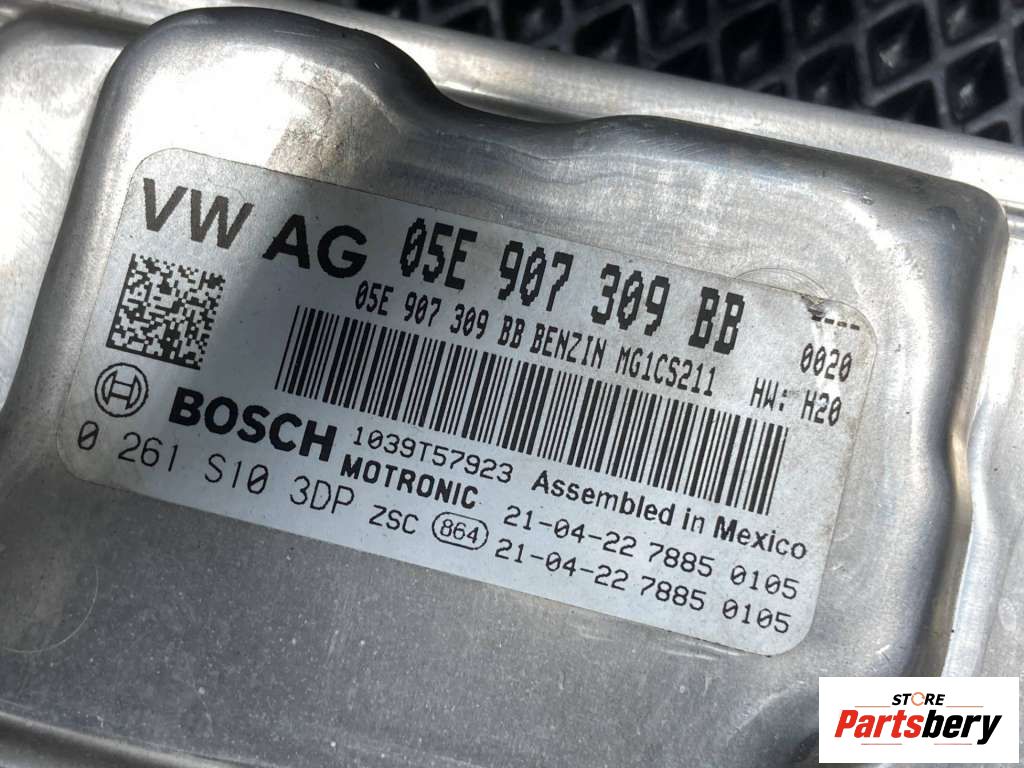 VW AG 05E 907 309 BB ----
05E 907 309 BB BENZIN MG1CS211 0020
HW: H20
BOSCH 1039T57923 Assembled in Mexico
MOTRONIC 21-04-22 7885 0105
0 261 S10 3DP ZSC 864 21-04-22 7885 0105
STORE
Partsbery